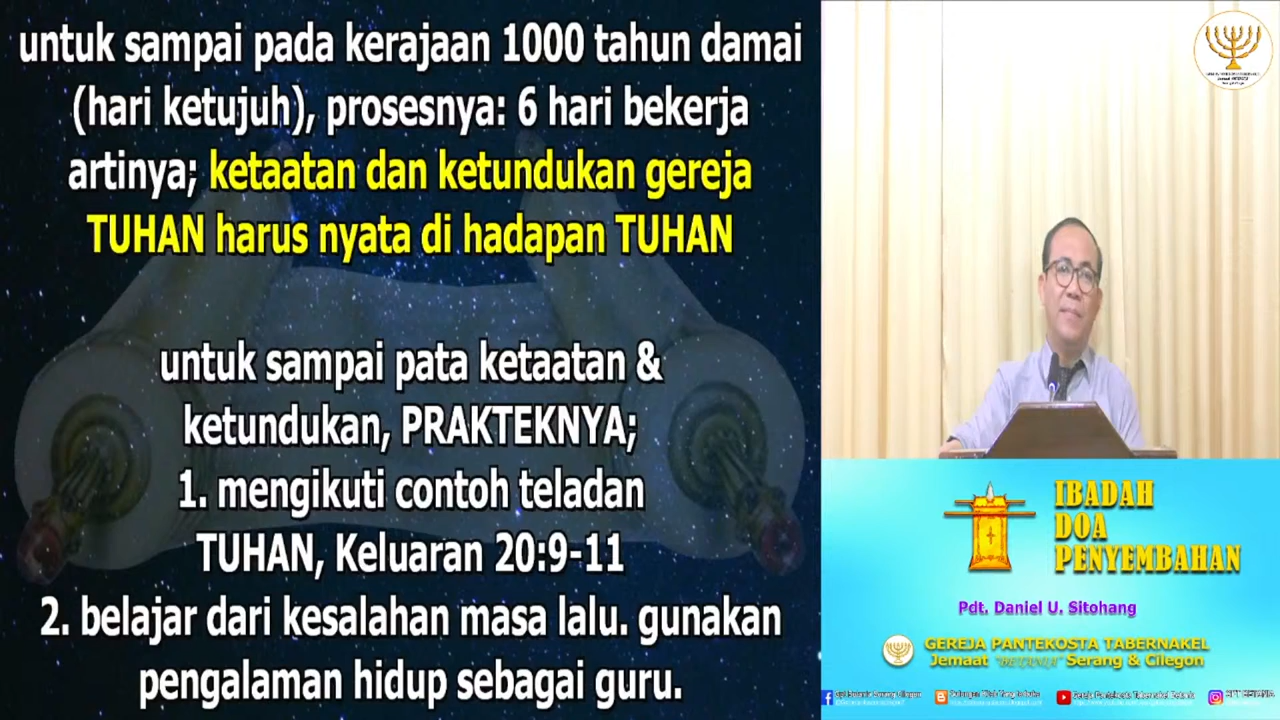 untuk sampai pada kerajaan 1000 tahun damai
(hari ketujuh), prosesnya: 6 hari bekerja
artinya; ketaatan dan ketundukan gereja
TUHAN harus nyata di hadapan TUHAN
untuk sampai pata ketaatan &
ketundukan, PRAKTEKNYA;
1. mengikuti contoh teladan
TUHAN, Keluaran 20:9-11
2. belajar dari kesalahan masa lalu. gunakan
pengalaman hidup sebagai guru.
IBADAH
DOA
PENYEMBAHAN
Pdt. Daniel U. Sitohang
GEREJA PANTEKOSTA TABERNAKEL
Jemaat "BETANIA" Serang & Cilegon